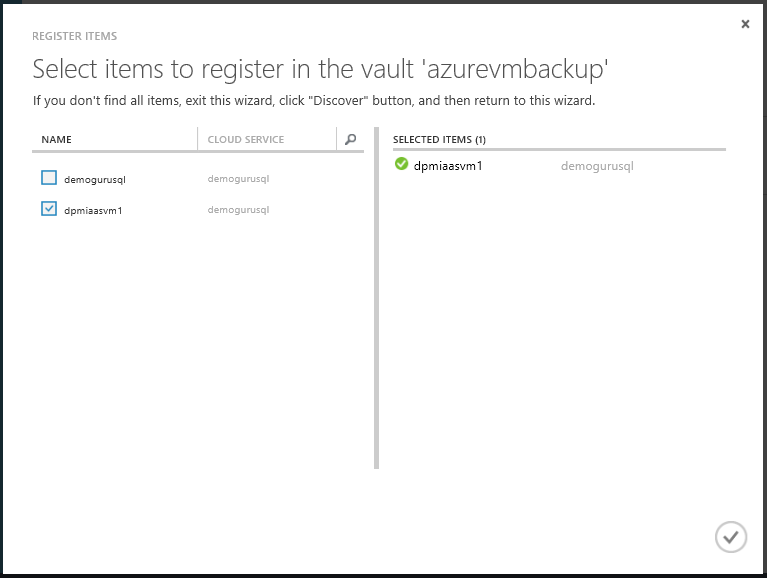 REGISTER ITEMS
Select items to register in the vault 'azurevmbackup'
If you don't find all items, exit this wizard, click "Discover" button, and then return to this wizard.
NAME CLOUD SERVICE
demogurusql demogurusql
dpmiaasvm1 demogurusql
SELECTED ITEMS (1)
dpmiaasvm1 demogurusql